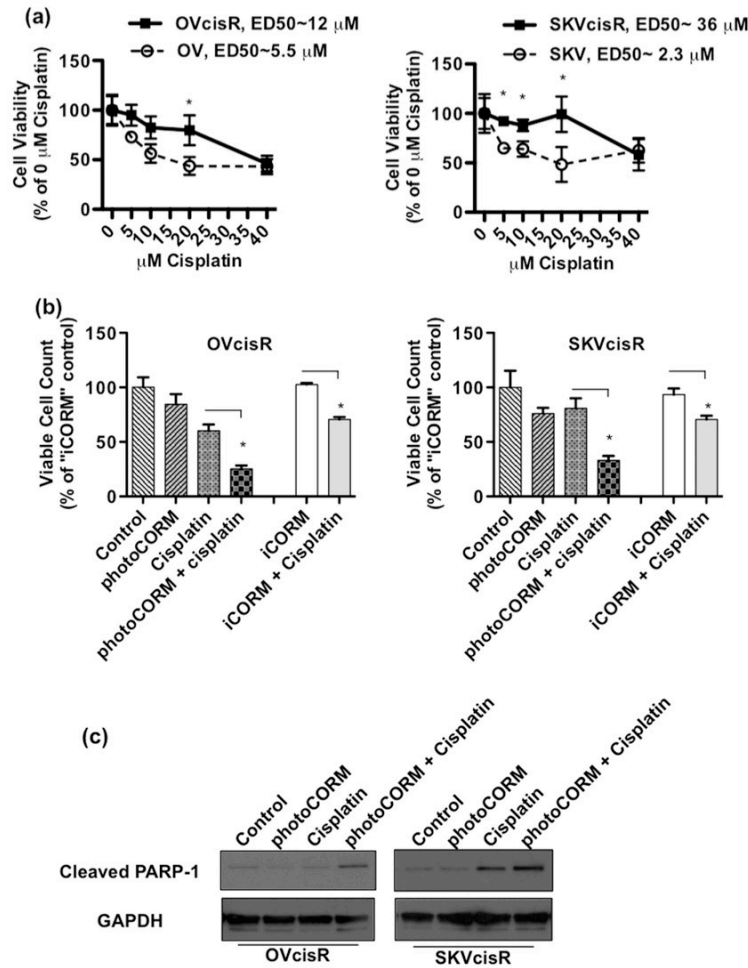 (a)
OVcisR, ED50~12 μM
OV, ED50~5.5 μM
Cell Viability
(% of 0 μM Cisplatin)
150
100
50
0
0 5 10 15 20 25 30 35 40
μM Cisplatin
*
SKVcisR, ED50~ 36 μM
SKV, ED50~ 2.3 μM
Cell Viability
(% of 0 μM Cisplatin)
150
100
50
0
0 5 10 15 20 25 30 35 40
μM Cisplatin
* * *
(b)
OVcisR
Viable Cell Count
(% of "iCORM" control)
150
100
50
0
* *
Control
photoCORM
Cisplatin
photoCORM + cisplatin
iCORM
iCORM + Cisplatin
SKVcisR
Viable Cell Count
(% of "iCORM" control)
150
100
50
0
* *
Control
photoCORM
Cisplatin
photoCORM + cisplatin
iCORM
iCORM + Cisplatin
(c)
Control
photoCORM
Cisplatin
photoCORM + Cisplatin
Control
photoCORM
Cisplatin
photoCORM + Cisplatin
Cleaved PARP-1
GAPDH
OVcisR
SKVcisR